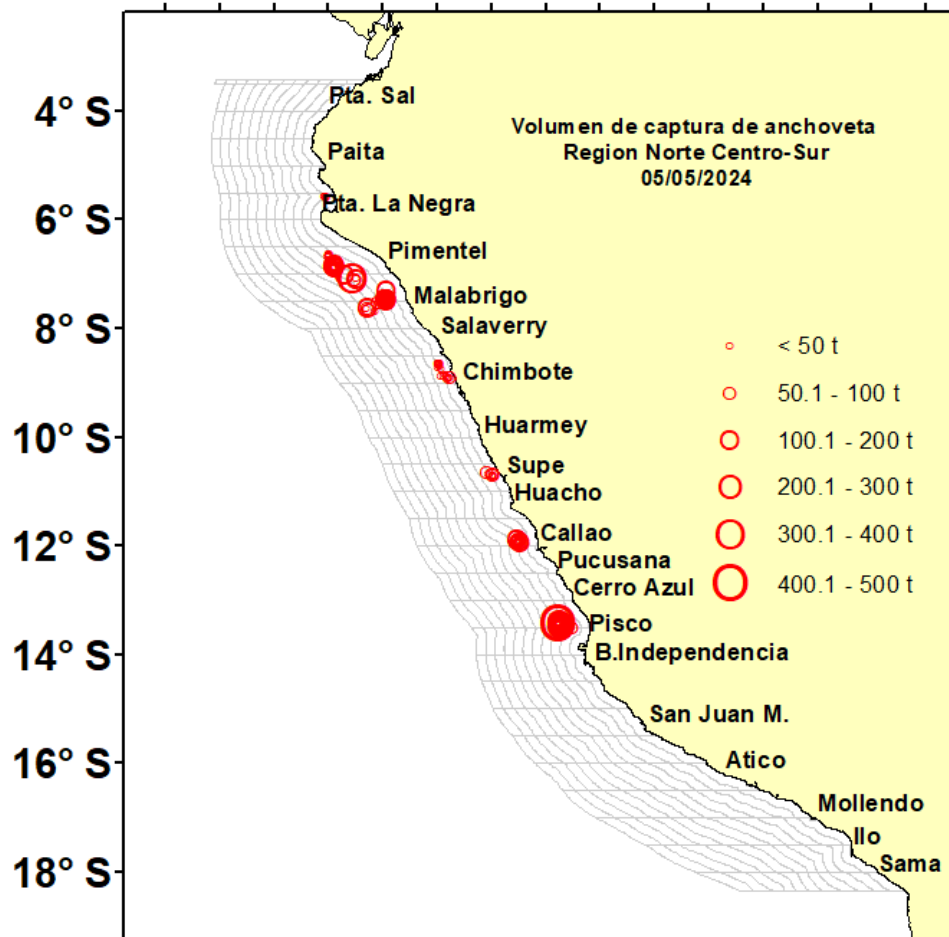 Volumen de captura de anchoveta
Region Norte Centro-Sur
05/05/2024
4° S
6° S
8° S
10° S
12° S
14° S
16° S
18° S
Pta. Sal
Paita
Pta. La Negra
Pimentel
Malabrigo
Salaverry
Chimbote
Huarmey
Supe
Huacho
Callao
Pucusana
Cerro Azul
Pisco
B.Independencia
San Juan M.
Atico
Mollendo
Ilo
Sama
< 50 t
50.1 - 100 t
100.1 - 200 t
200.1 - 300 t
300.1 - 400 t
400.1 - 500 t